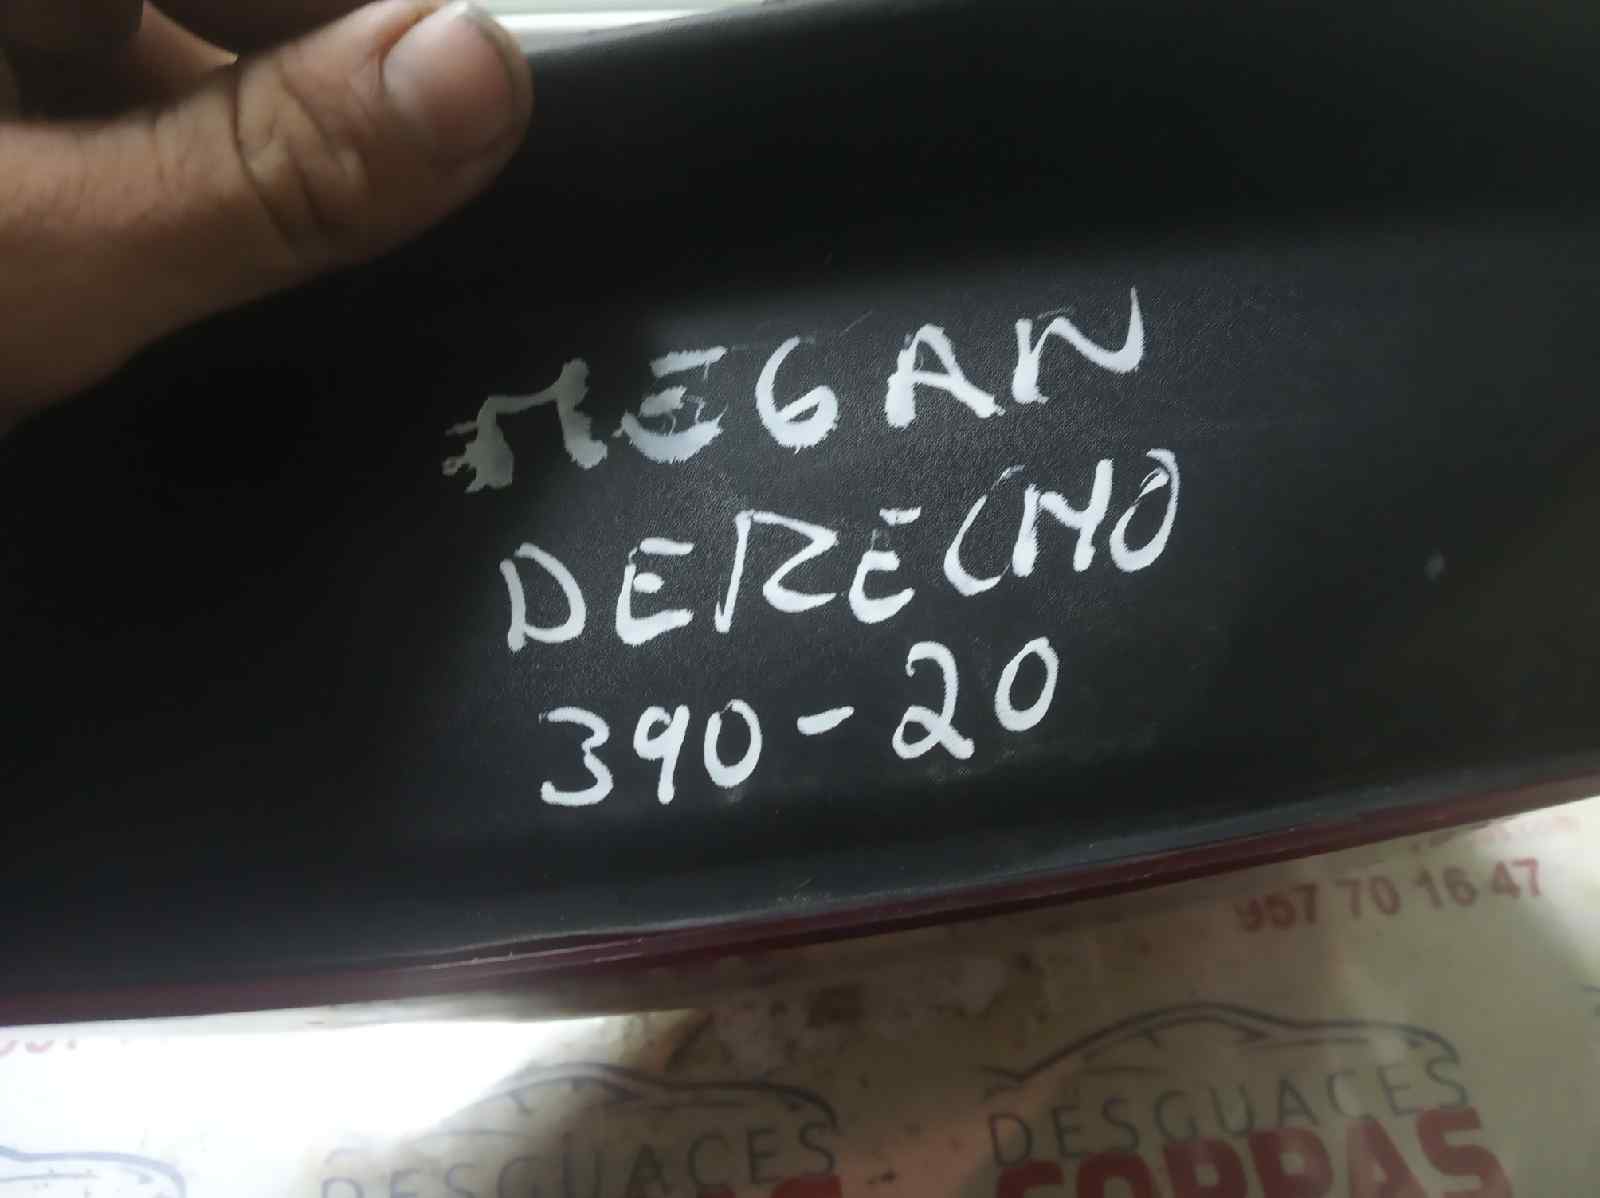 MEGAN
DERECHO
390-20
957 70 16 47
DESGUACES
DESGUACES